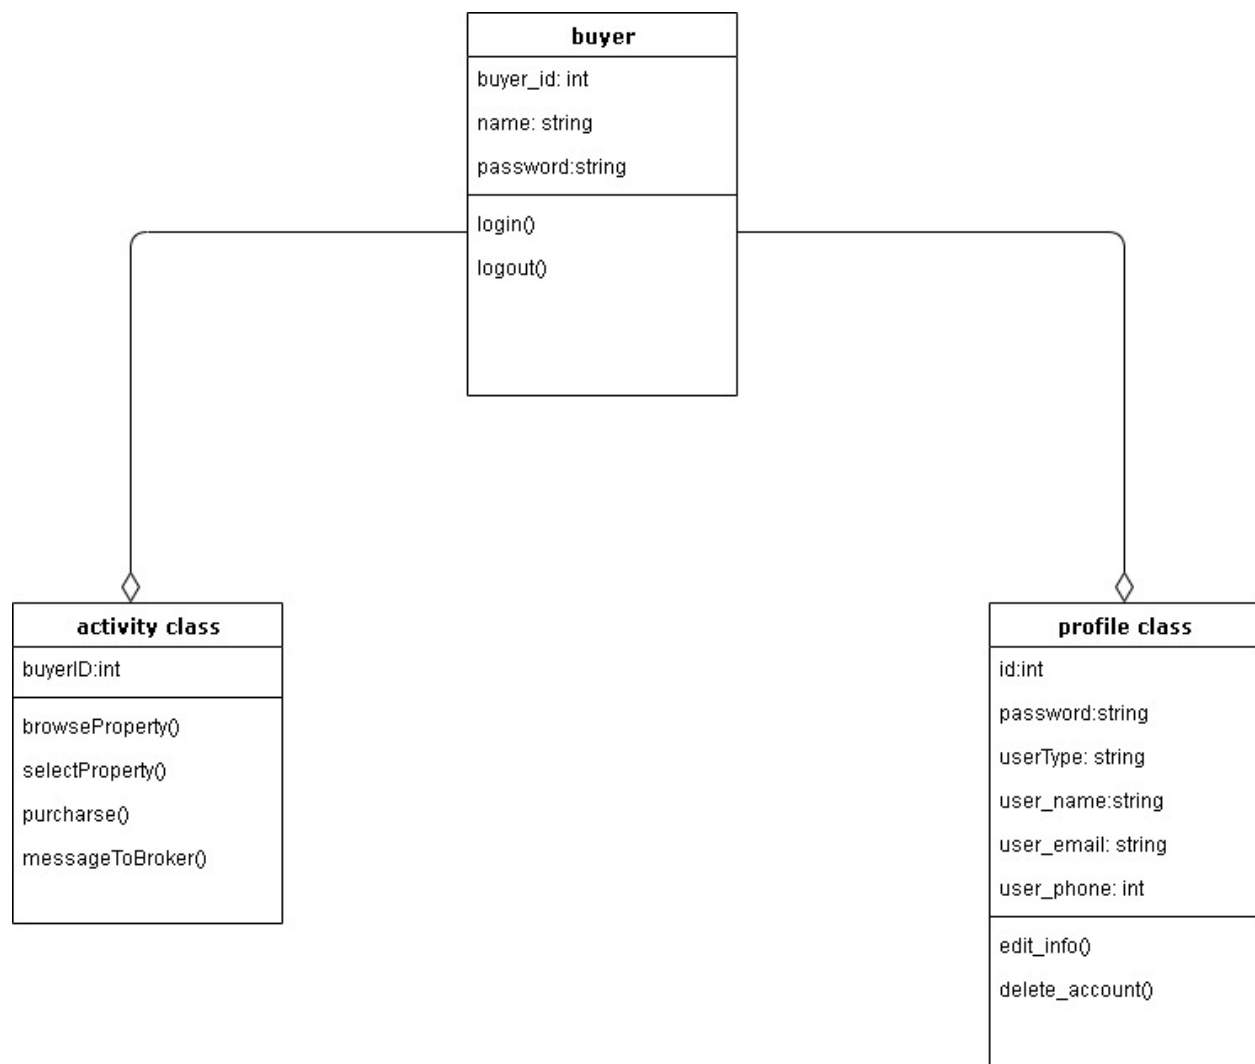 buyer
buyer_id: int
name: string
password:string
login()
logout()
activity class
buyerID:int
browseProperty()
selectProperty()
purcharse()
messageToBroker()
profile class
id:int
password:string
userType: string
user_name:string
user_email: string
user_phone: int
edit_info()
delete_account()